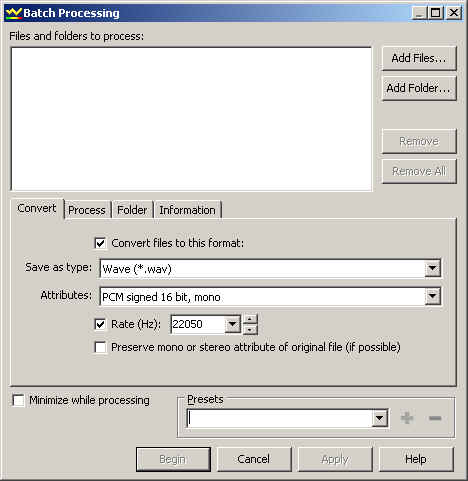 Batch Processing
Files and folders to process:
Add Files...
Add Folder...
Remove
Remove All
Convert Process Folder Information
Convert files to this format:
Save as type: Wave (*.wav)
Attributes: PCM signed 16 bit, mono
Rate (Hz): 22050
Preserve mono or stereo attribute of original file (if possible)
Minimize while processing
Presets
Begin Cancel Apply Help